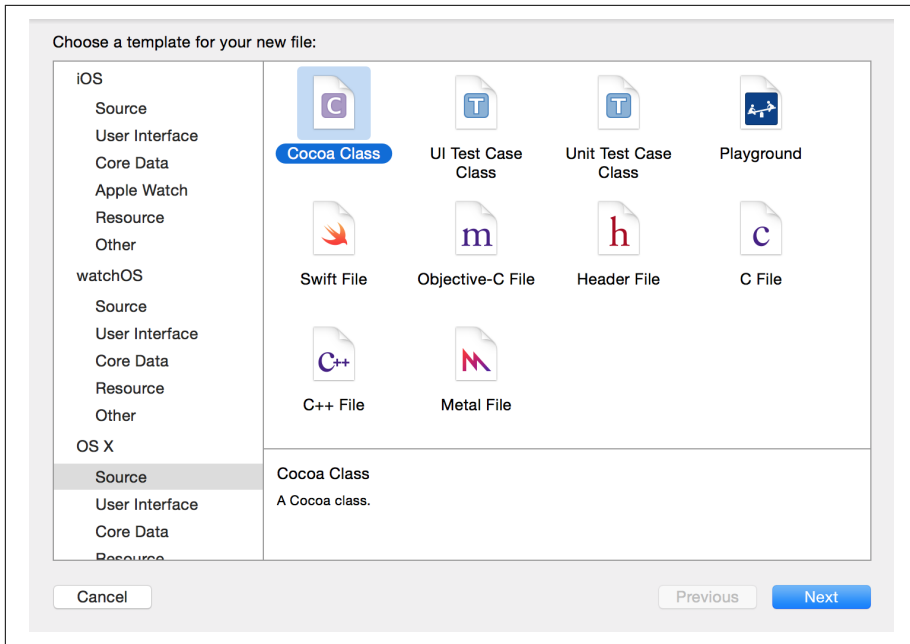 Choose a template for your new file:
iOS
Source
User Interface
Core Data
Apple Watch
Resource
Other
watchOS
Source
User Interface
Core Data
Resource
Other
OS X
Source
User Interface
Core Data
Resource
C
Cocoa Class
T
UI Test Case
Class
T
Unit Test Case
Class
Playground
Swift File
m
Objective-C File
h
Header File
c
C File
C++
C++ File
Metal File
Cocoa Class
A Cocoa class.
Cancel
Previous
Next